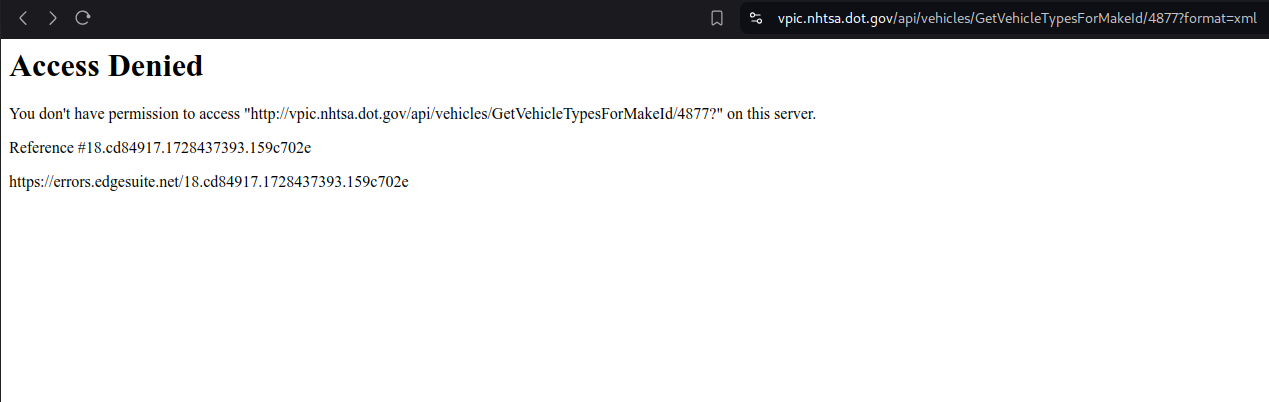 vpic.nhtsa.dot.gov/api/vehicles/GetVehicleTypesForMakeId/4877?format=xml
Access Denied
You don't have permission to access "http://vpic.nhtsa.dot.gov/api/vehicles/GetVehicleTypesForMakeId/4877?" on this server.
Reference #18.cd84917.1728437393.159c702e
https://errors.edgesuite.net/18.cd84917.1728437393.159c702e